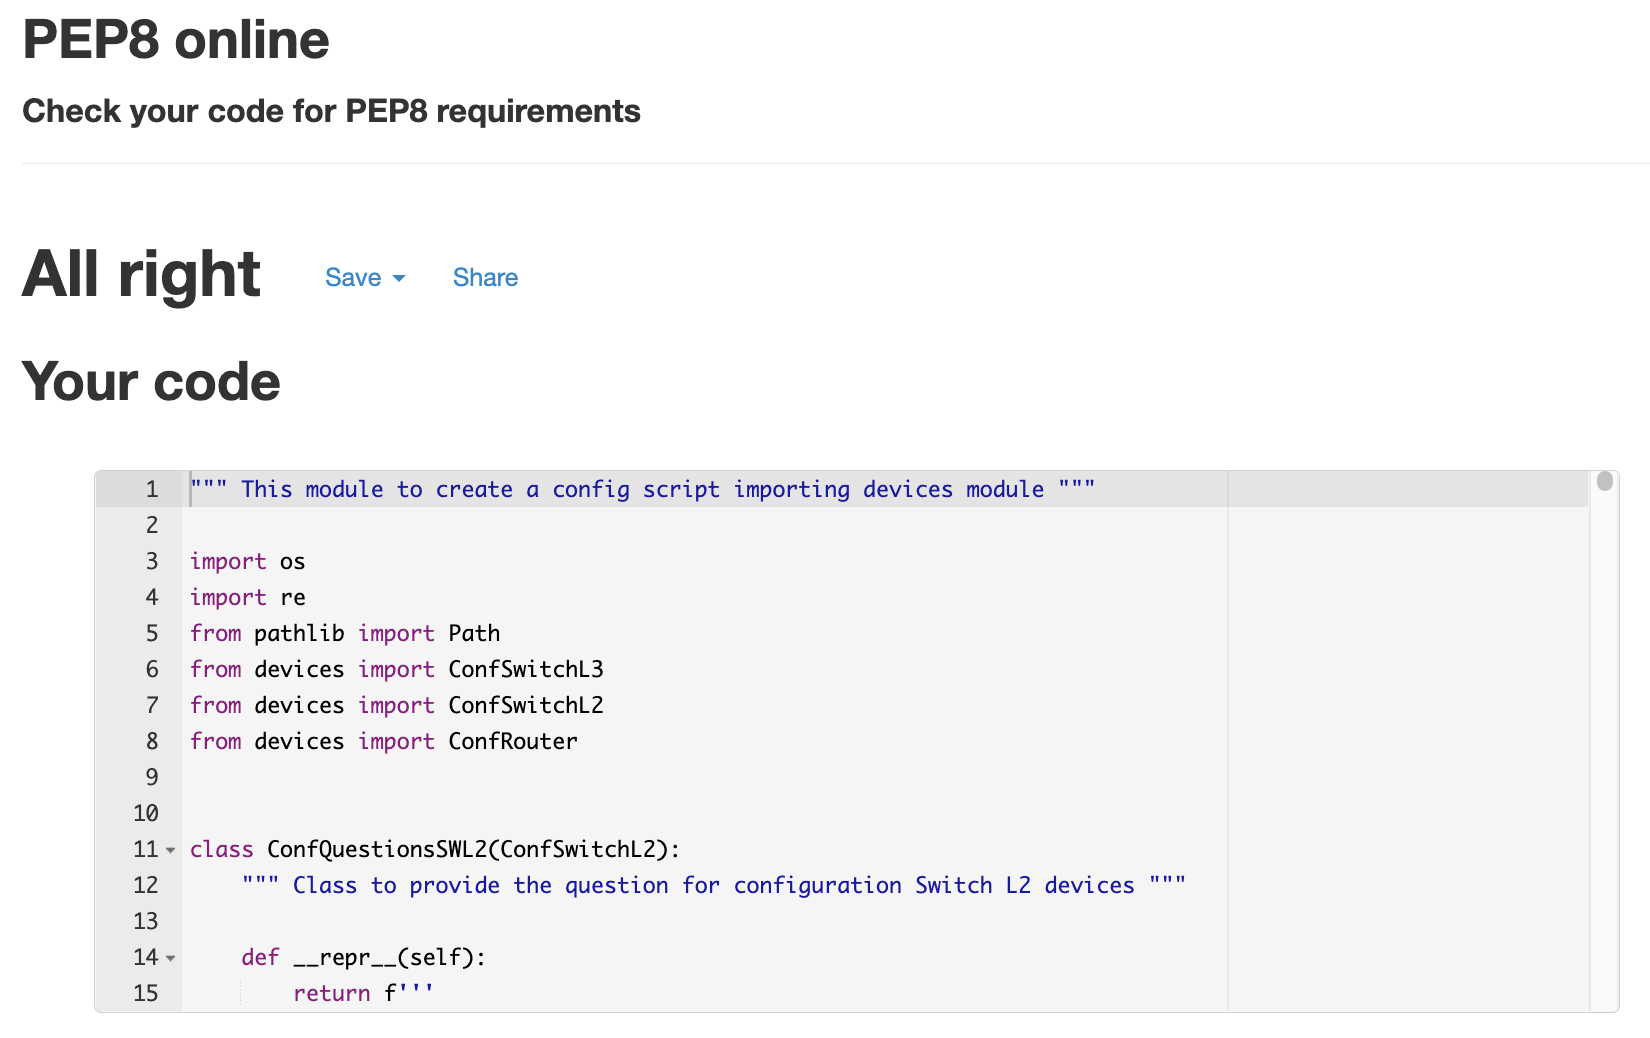 PEP8 online
Check your code for PEP8 requirements
All right Save Share
Your code
1 """ This module to create a config script importing devices module """
2
3 import os
4 import re
5 from pathlib import Path
6 from devices import ConfSwitchL3
7 from devices import ConfSwitchL2
8 from devices import ConfRouter
9
10
11 class ConfQuestionsSWL2(ConfSwitchL2):
12     """ Class to provide the question for configuration Switch L2 devices """
13
14     def __repr__(self):
15         return f'''